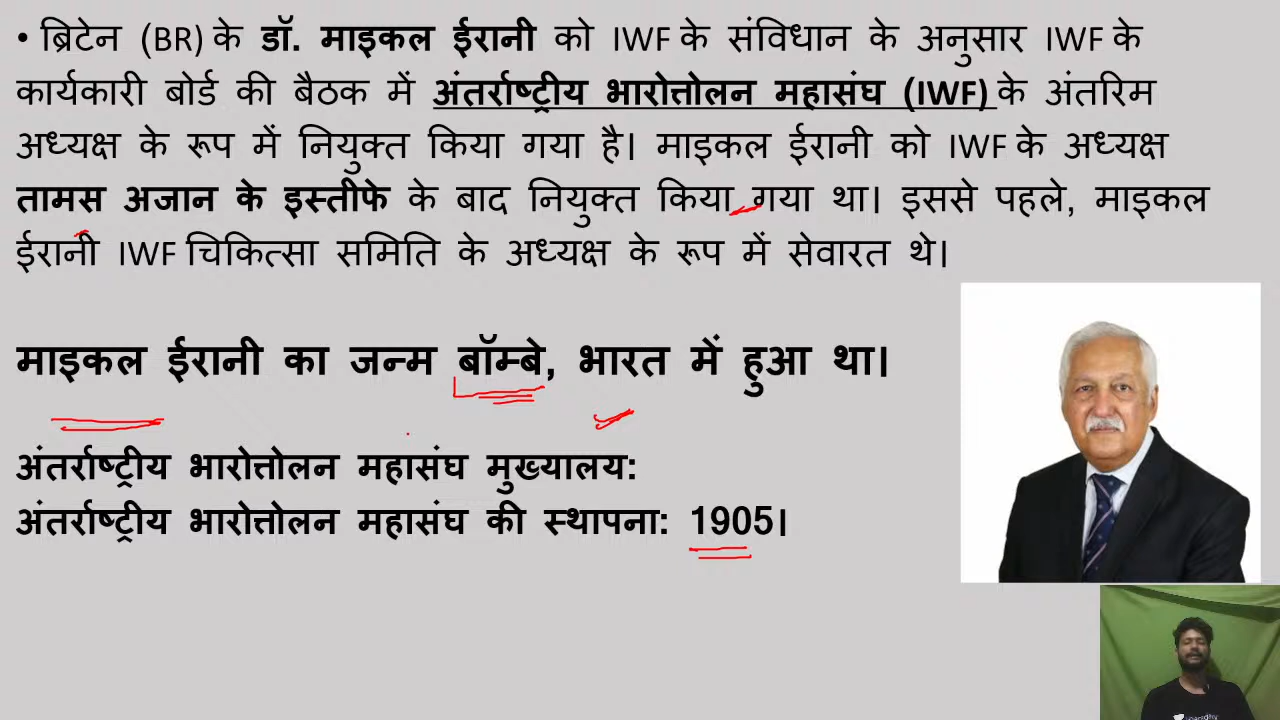 • ब्रिटेन (BR) के डॉ. माइकल ईरानी को IWF के संविधान के अनुसार IWF के
कार्यकारी बोर्ड की बैठक में अंतर्राष्ट्रीय भारोत्तोलन महासंघ (IWF) के अंतरिम
अध्यक्ष के रूप में नियुक्त किया गया है। माइकल ईरानी को IWF के अध्यक्ष
तामस अजान के इस्तीफे के बाद नियुक्त किया गया था। इससे पहले, माइकल
ईरानी IWF चिकित्सा समिति के अध्यक्ष के रूप में सेवारत थे।
माइकल ईरानी का जन्म बॉम्बे, भारत में हुआ था।
अंतर्राष्ट्रीय भारोत्तोलन महासंघ मुख्यालय:
अंतर्राष्ट्रीय भारोत्तोलन महासंघ की स्थापना: 1905।